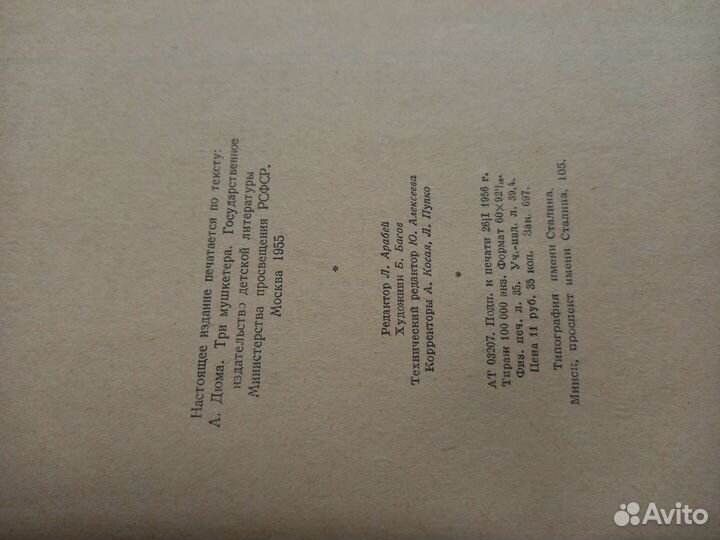 Настоящее издание печатается по тексту:
А. Дюма. Три мушкетера. Государственное
издательство детской литературы
Министерства просвещения РСФСР.
Москва 1955
*
Редактор Л. Арабей
Художник Б. Басов
Технический редактор Ю. Алексеева
Корректоры А. Косая, Л. Пупко
*
АТ 03207. Подп. к печати 26/I 1956 г.
Тираж 100 000 экз. Формат 60×92¹/₁₆.
Физ. печ. л. 35. Уч.-изд. л. 39,4.
Цена 11 руб. 35 коп. Зак. 697.
Типография имени Сталина,
Минск, проспект имени Сталина, 105.
Avito